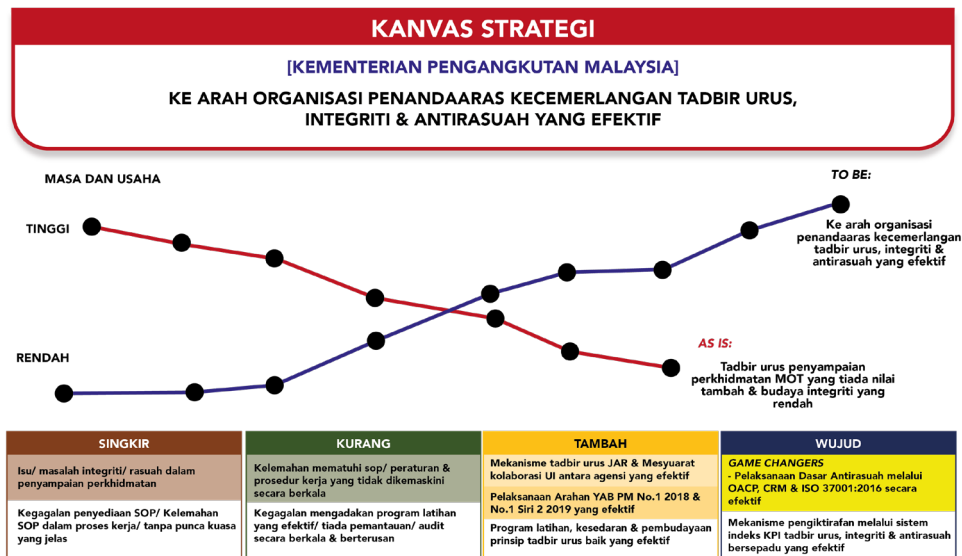 KANVAS STRATEGI
[KEMENTERIAN PENGANGKUTAN MALAYSIA]
KE ARAH ORGANISASI PENANDAARAS KECEMERLANGAN TADBIR URUS,
INTEGRITI & ANTIRASUAH YANG EFEKTIF
MASA DAN USAHA
TINGGI
RENDAH
TO BE:
Ke arah organisasi
penandaaras kecemerlangan
tadbir urus, integriti &
antirasuah yang efektif
AS IS:
Tadbir urus penyampaian
perkhidmatan MOT yang tiada nilai
tambah & budaya integriti yang
rendah
SINGKIR
Isu/ masalah integriti/ rasuah dalam
penyampaian perkhidmatan
Kegagalan penyediaan SOP/ Kelemahan
SOP dalam proses kerja/ tanpa punca kuasa
yang jelas
KURANG
Kelemahan mematuhi sop/ peraturan &
prosedur kerja yang tidak dikemaskini
secara berkala
Kegagalan mengadakan program latihan
yang efektif/ tiada pemantauan/ audit
secara berkala & berterusan
TAMBAH
Mekanisme tadbir urus JAR & Mesyuarat
kolaborasi UI antara agensi yang efektif
Pelaksanaan Arahan YAB PM No.1 2018 &
No.1 Siri 2 2019 yang efektif
Program latihan, kesedaran & pembudayaan
prinsip tadbir urus baik yang efektif
WUJUD
GAME CHANGERS
- Pelaksanaan Dasar Antirasuah melalui
OACP, CRM & ISO 37001:2016 secara
efektif
Mekanisme pengiktirafan melalui sistem
indeks KPI tadbir urus, integriti & antirasuah
bersepadu yang efektif